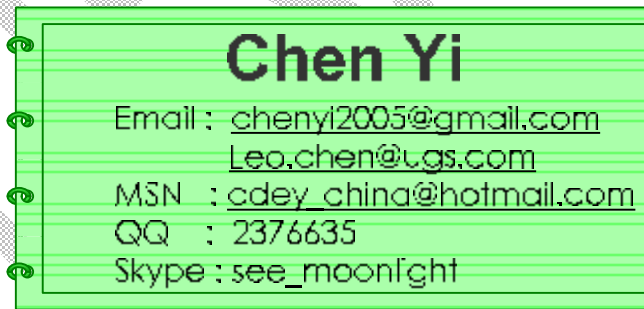 Chen Yi
Email : chenyi2005@gmail.com
Leo.chen@ugs.com
MSN : cdey_china@hotmail.com
QQ : 2376635
Skype : see_moonlight